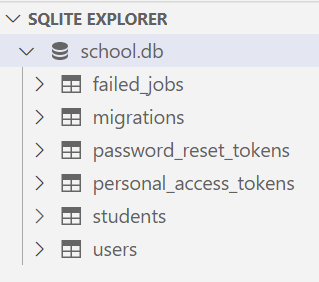 SQLITE EXPLORER
school.db
failed_jobs
migrations
password_reset_tokens
personal_access_tokens
students
users